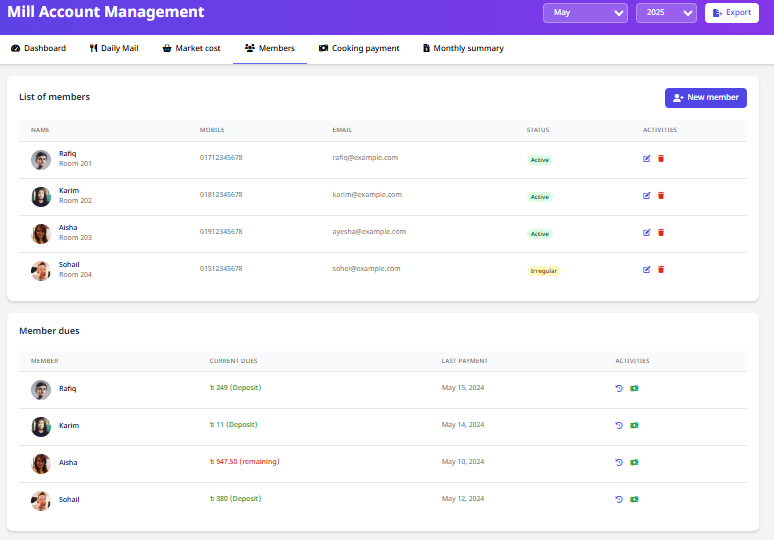 Mill Account Management
May
2025
Export
Dashboard
Daily Mail
Market cost
Members
Cooking payment
Monthly summary
List of members
New member
NAME MOBILE EMAIL STATUS ACTIVITIES
Rafiq
Room 201
01712345678 rafiq@example.com Active
Karim
Room 202
01812345678 karim@example.com Active
Aisha
Room 203
01912345678 ayesha@example.com Active
Sohail
Room 204
01512345678 sohel@example.com Irregular
Member dues
MEMBER CURRENT DUES LAST PAYMENT ACTIVITIES
Rafiq ৳ 249 (Deposit) May 15, 2024
Karim ৳ 11 (Deposit) May 14, 2024
Aisha ৳ 947.50 (remaining) May 10, 2024
Sohail ৳ 380 (Deposit) May 12, 2024